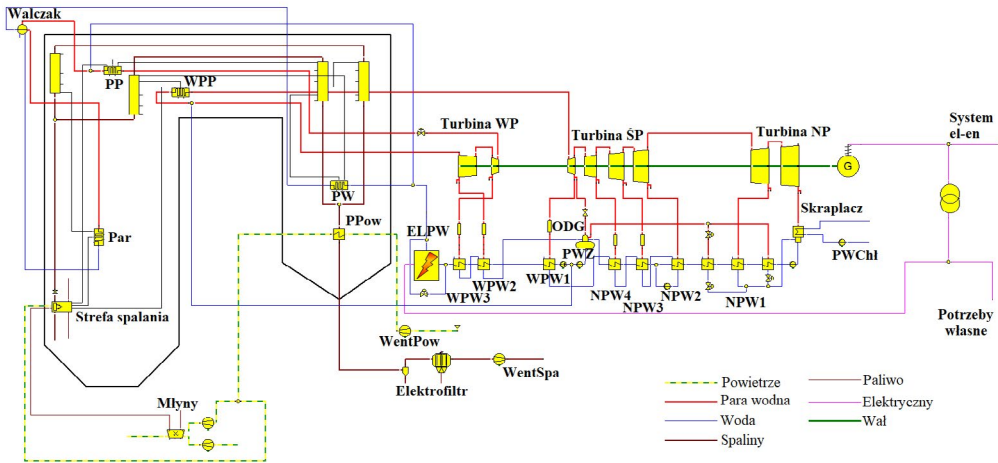 Walczak
PP
WPP
PW
PPow
Par
Strefa spalania
Młyny
WentPow
Elektrofiltr
WentSpa
ELPW
WPW3
WPW2
WPW1
ODG
PWZ
NPW4
NPW3
NPW2
NPW1
Turbina WP
Turbina ŚP
Turbina NP
G
System
el-en
Skraplacz
PWChł
Potrzeby
własne
Powietrze
Para wodna
Woda
Spaliny
Paliwo
Elektryczny
Wał